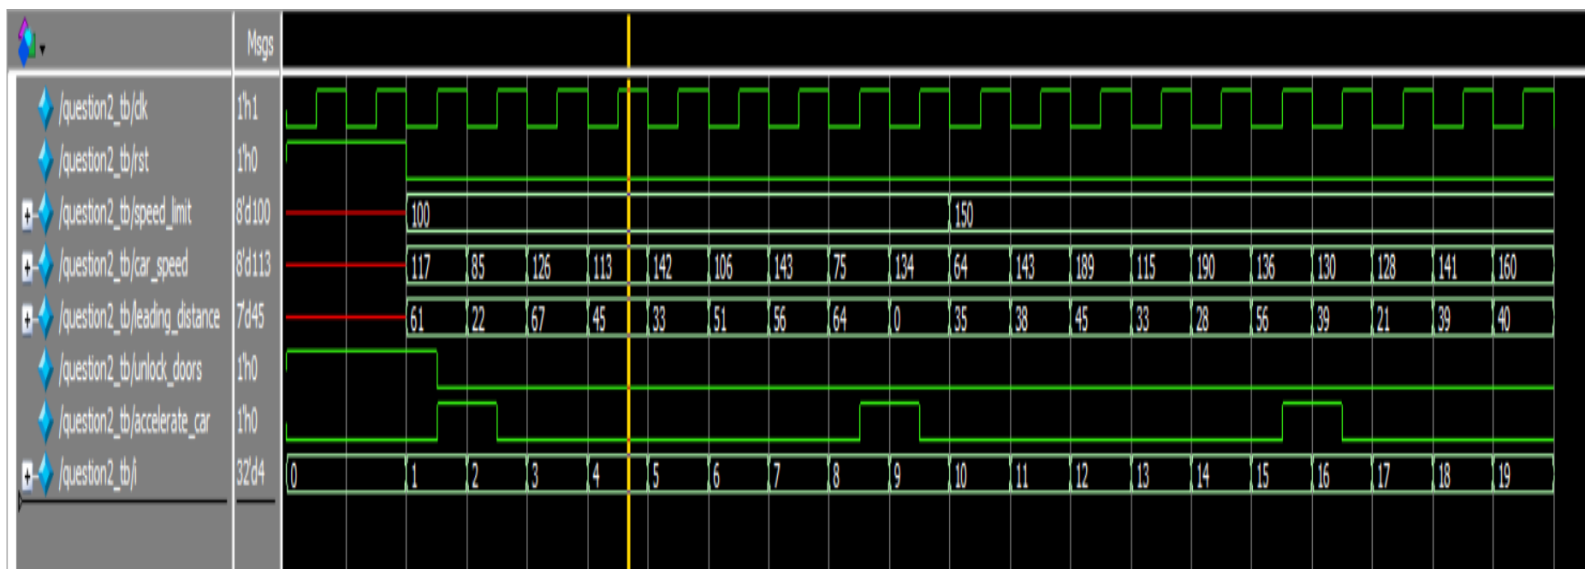 Msgs
/question2_tb/clk 1'h1
/question2_tb/rst 1'h0
/question2_tb/speed_limit 8'd100 100 150
/question2_tb/car_speed 8'd113 117 85 126 113 142 106 143 75 134 64 143 189 115 190 136 130 128 141 160
/question2_tb/leading_distance 7'd45 61 22 67 45 33 51 56 64 0 35 38 45 33 28 56 39 21 39 40
/question2_tb/unlock_doors 1'h0
/question2_tb/accelerate_car 1'h0
/question2_tb/i 32'd4 0 1 2 3 4 5 6 7 8 9 10 11 12 13 14 15 16 17 18 19